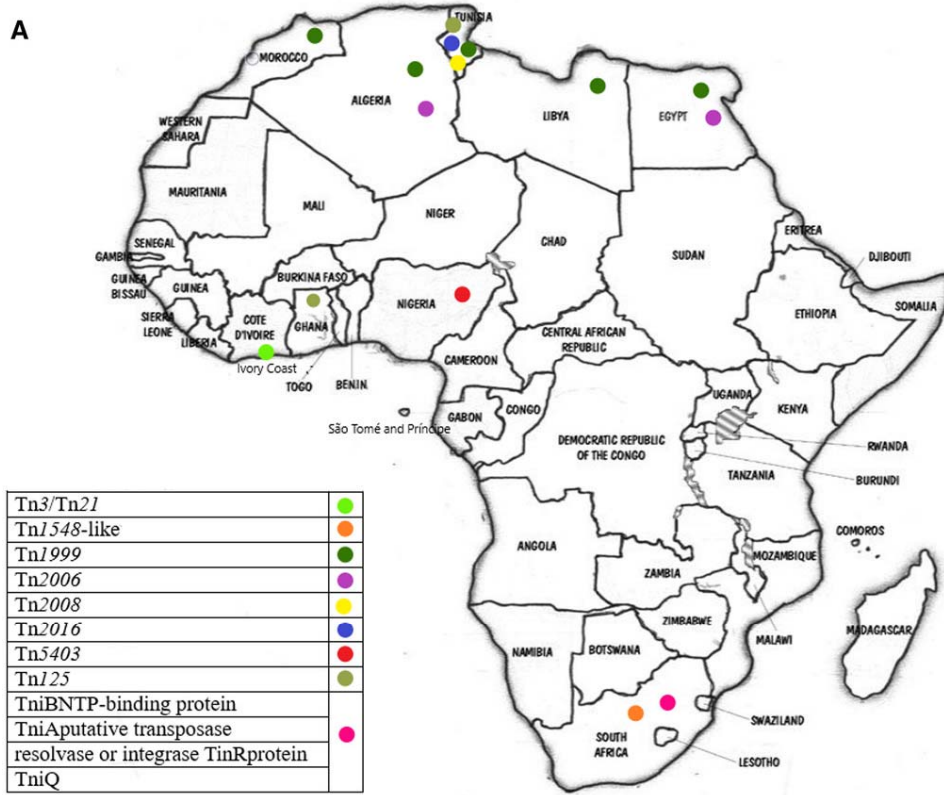 A
TUNISIA
MOROCCO
ALGERIA
LIBYA
EGYPT
WESTERN
SAHARA
MAURITANIA
MALI
NIGER
CHAD
SUDAN
ERITREA
DJIBOUTI
SENEGAL
GAMBIA
GUINEA
BISSAU
GUINEA
BURKINA FASO
NIGERIA
SIERRA
LEONE
LIBERIA
COTE
D'IVOIRE
GHANA
Ivory Coast
TOGO
BENIN
CAMEROON
CENTRAL AFRICAN
REPUBLIC
ETHIOPIA
SOMALIA
UGANDA
KENYA
GABON
CONGO
São Tomé and Príncipe
DEMOCRATIC REPUBLIC
OF THE CONGO
RWANDA
BURUNDI
TANZANIA
COMOROS
ANGOLA
ZAMBIA
MOZAMBIQUE
MALAWI
ZIMBABWE
MADAGASCAR
NAMIBIA
BOTSWANA
SWAZILAND
SOUTH
AFRICA
LESOTHO
Tn3/Tn21
Tn1548-like
Tn1999
Tn2006
Tn2008
Tn2016
Tn5403
Tn125
TniBNTP-binding protein
TniAputative transposase
resolvase or integrase TinRprotein
TniQ